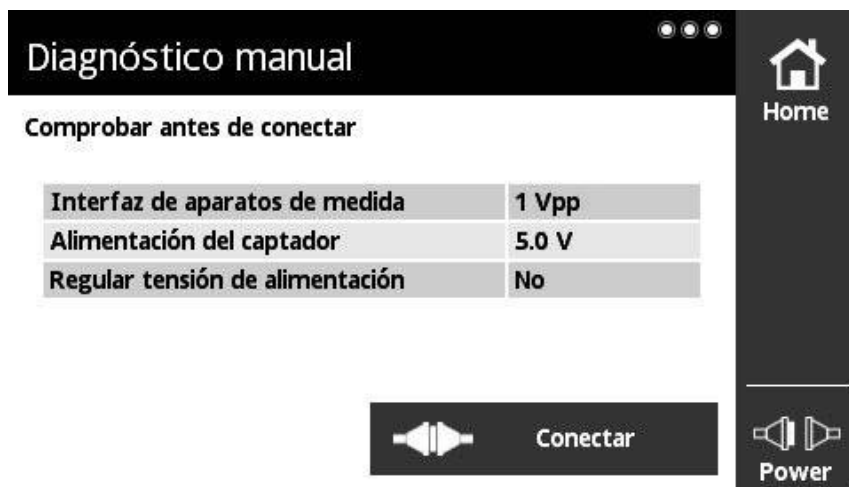 Diagnóstico manual
Home
Comprobar antes de conectar
Interfaz de aparatos de medida 1 Vpp
Alimentación del captador 5.0 V
Regular tensión de alimentación No
Conectar
Power